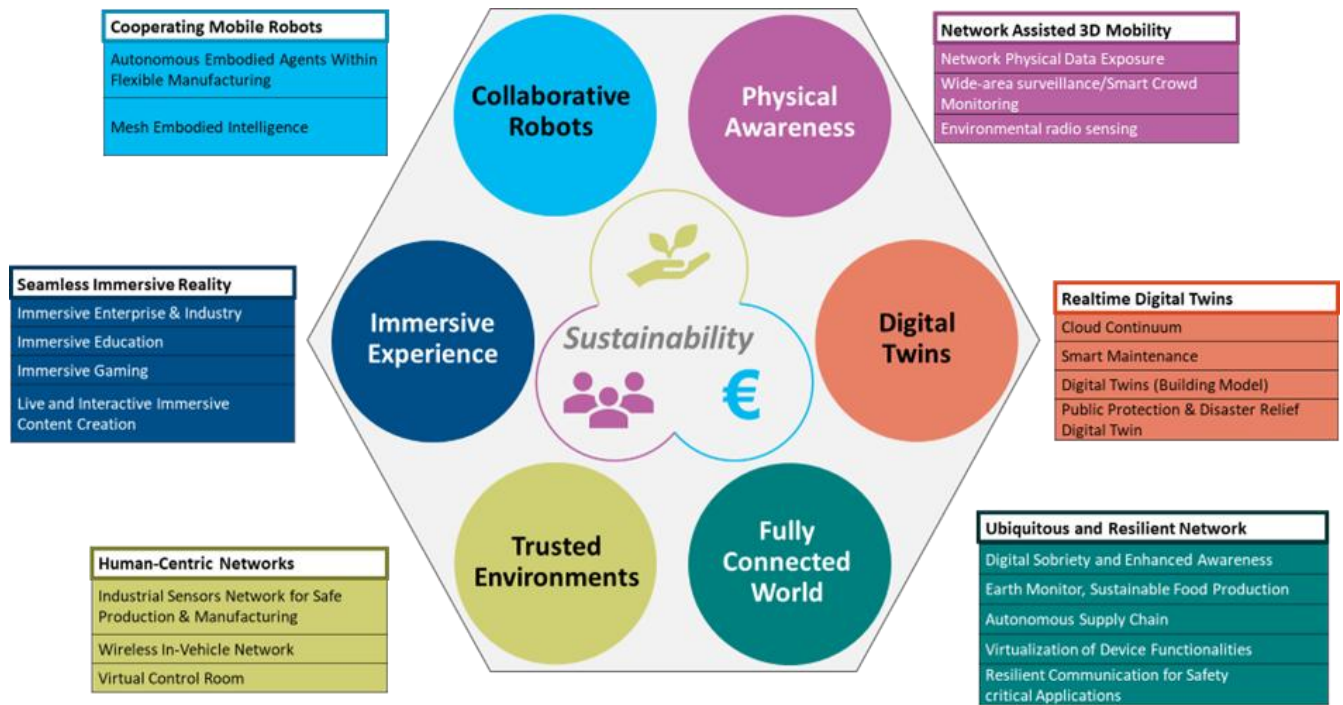 Cooperating Mobile Robots
Autonomous Embodied Agents Within
Flexible Manufacturing
Mesh Embodied Intelligence
Collaborative
Robots
Physical
Awareness
Network Assisted 3D Mobility
Network Physical Data Exposure
Wide-area surveillance/Smart Crowd
Monitoring
Environmental radio sensing
Seamless Immersive Reality
Immersive Enterprise & Industry
Immersive Education
Immersive Gaming
Live and Interactive Immersive
Content Creation
Immersive
Experience
Sustainability
€
Digital
Twins
Realtime Digital Twins
Cloud Continuum
Smart Maintenance
Digital Twins (Building Model)
Public Protection & Disaster Relief
Digital Twin
Human-Centric Networks
Industrial Sensors Network for Safe
Production & Manufacturing
Wireless In-Vehicle Network
Virtual Control Room
Trusted
Environments
Fully
Connected
World
Ubiquitous and Resilient Network
Digital Sobriety and Enhanced Awareness
Earth Monitor, Sustainable Food Production
Autonomous Supply Chain
Virtualization of Device Functionalities
Resilient Communication for Safety
critical Applications